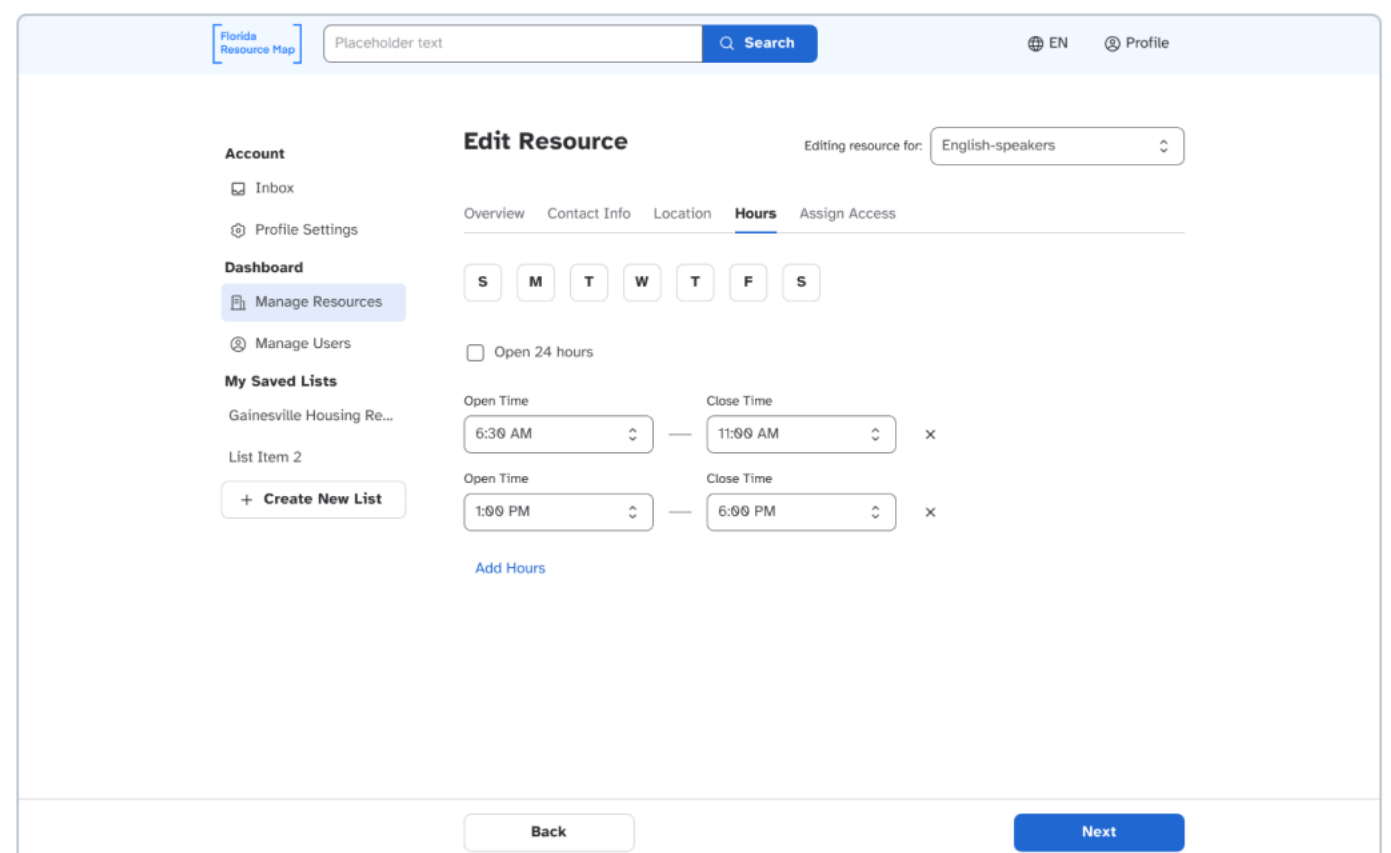 Florida
Resource Map
Placeholder text
Search
EN
Profile
Account
Inbox
Profile Settings
Dashboard
Manage Resources
Manage Users
My Saved Lists
Gainesville Housing Re...
List Item 2
+ Create New List
Edit Resource
Editing resource for: English-speakers
Overview Contact Info Location Hours Assign Access
S M T W T F S
Open 24 hours
Open Time Close Time
6:30 AM — 11:00 AM ×
Open Time Close Time
1:00 PM — 6:00 PM ×
Add Hours
Back Next